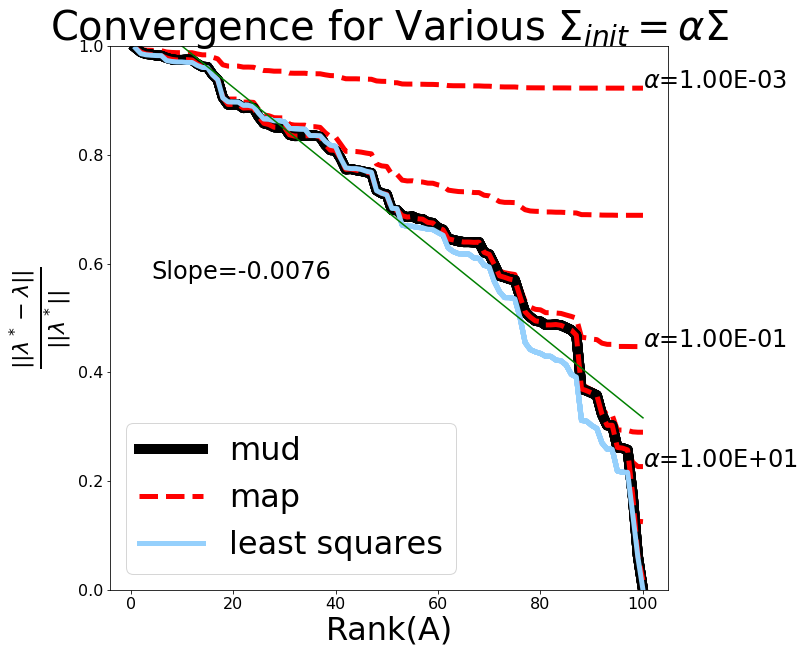 Convergence for Various Σ_init = αΣ
1.0
0.8
0.6
0.4
0.2
0.0
||λ* − λ||
||λ*||
α=1.00E-03
Slope=-0.0076
α=1.00E-01
α=1.00E+01
mud
map
least squares
0
20
40
60
80
100
Rank(A)